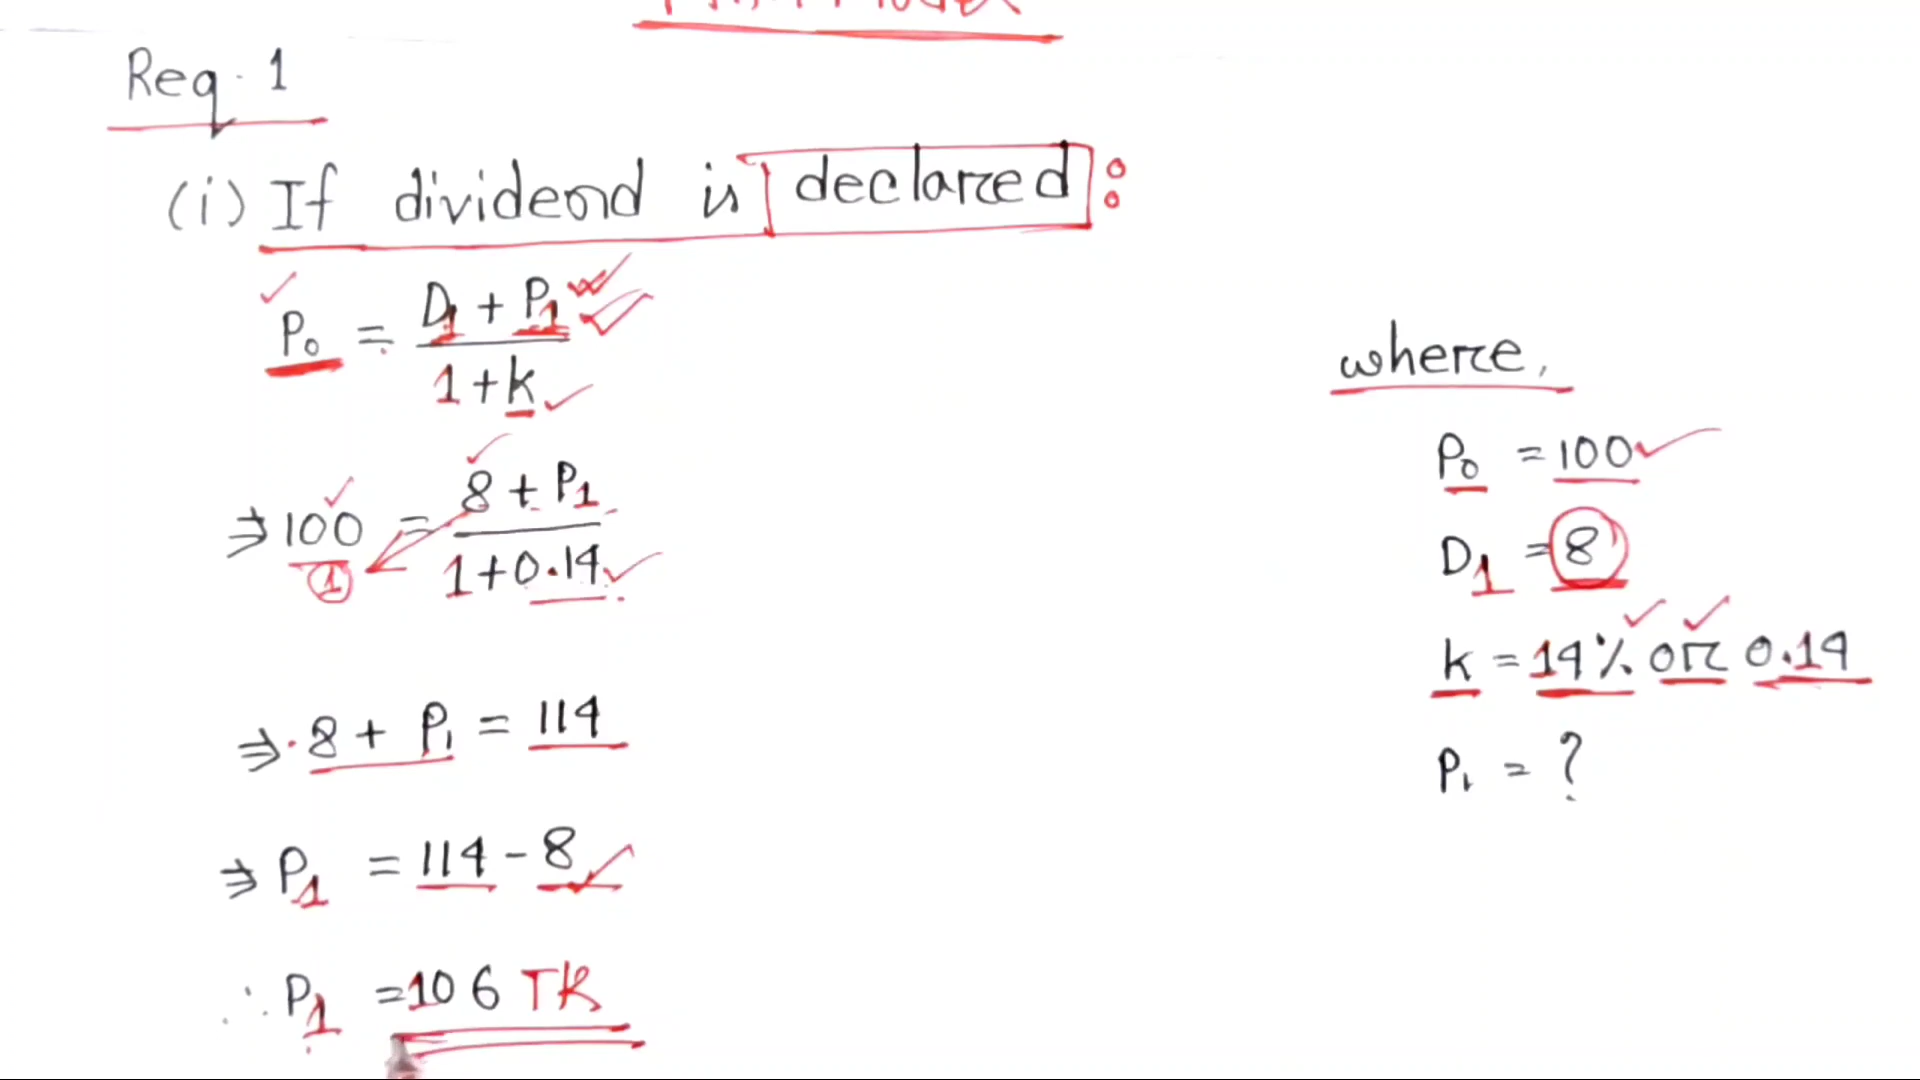 Req. 1
(i) If dividend is declared:
P₀ = (D₁ + P₁) / (1 + k)
⇒ 100 / 1 = (8 + P₁) / (1 + 0.14)
⇒ 8 + P₁ = 114
⇒ P₁ = 114 - 8
∴ P₁ = 106 TK
where,
P₀ = 100
D₁ = 8
k = 14% or 0.14
P₁ = ?